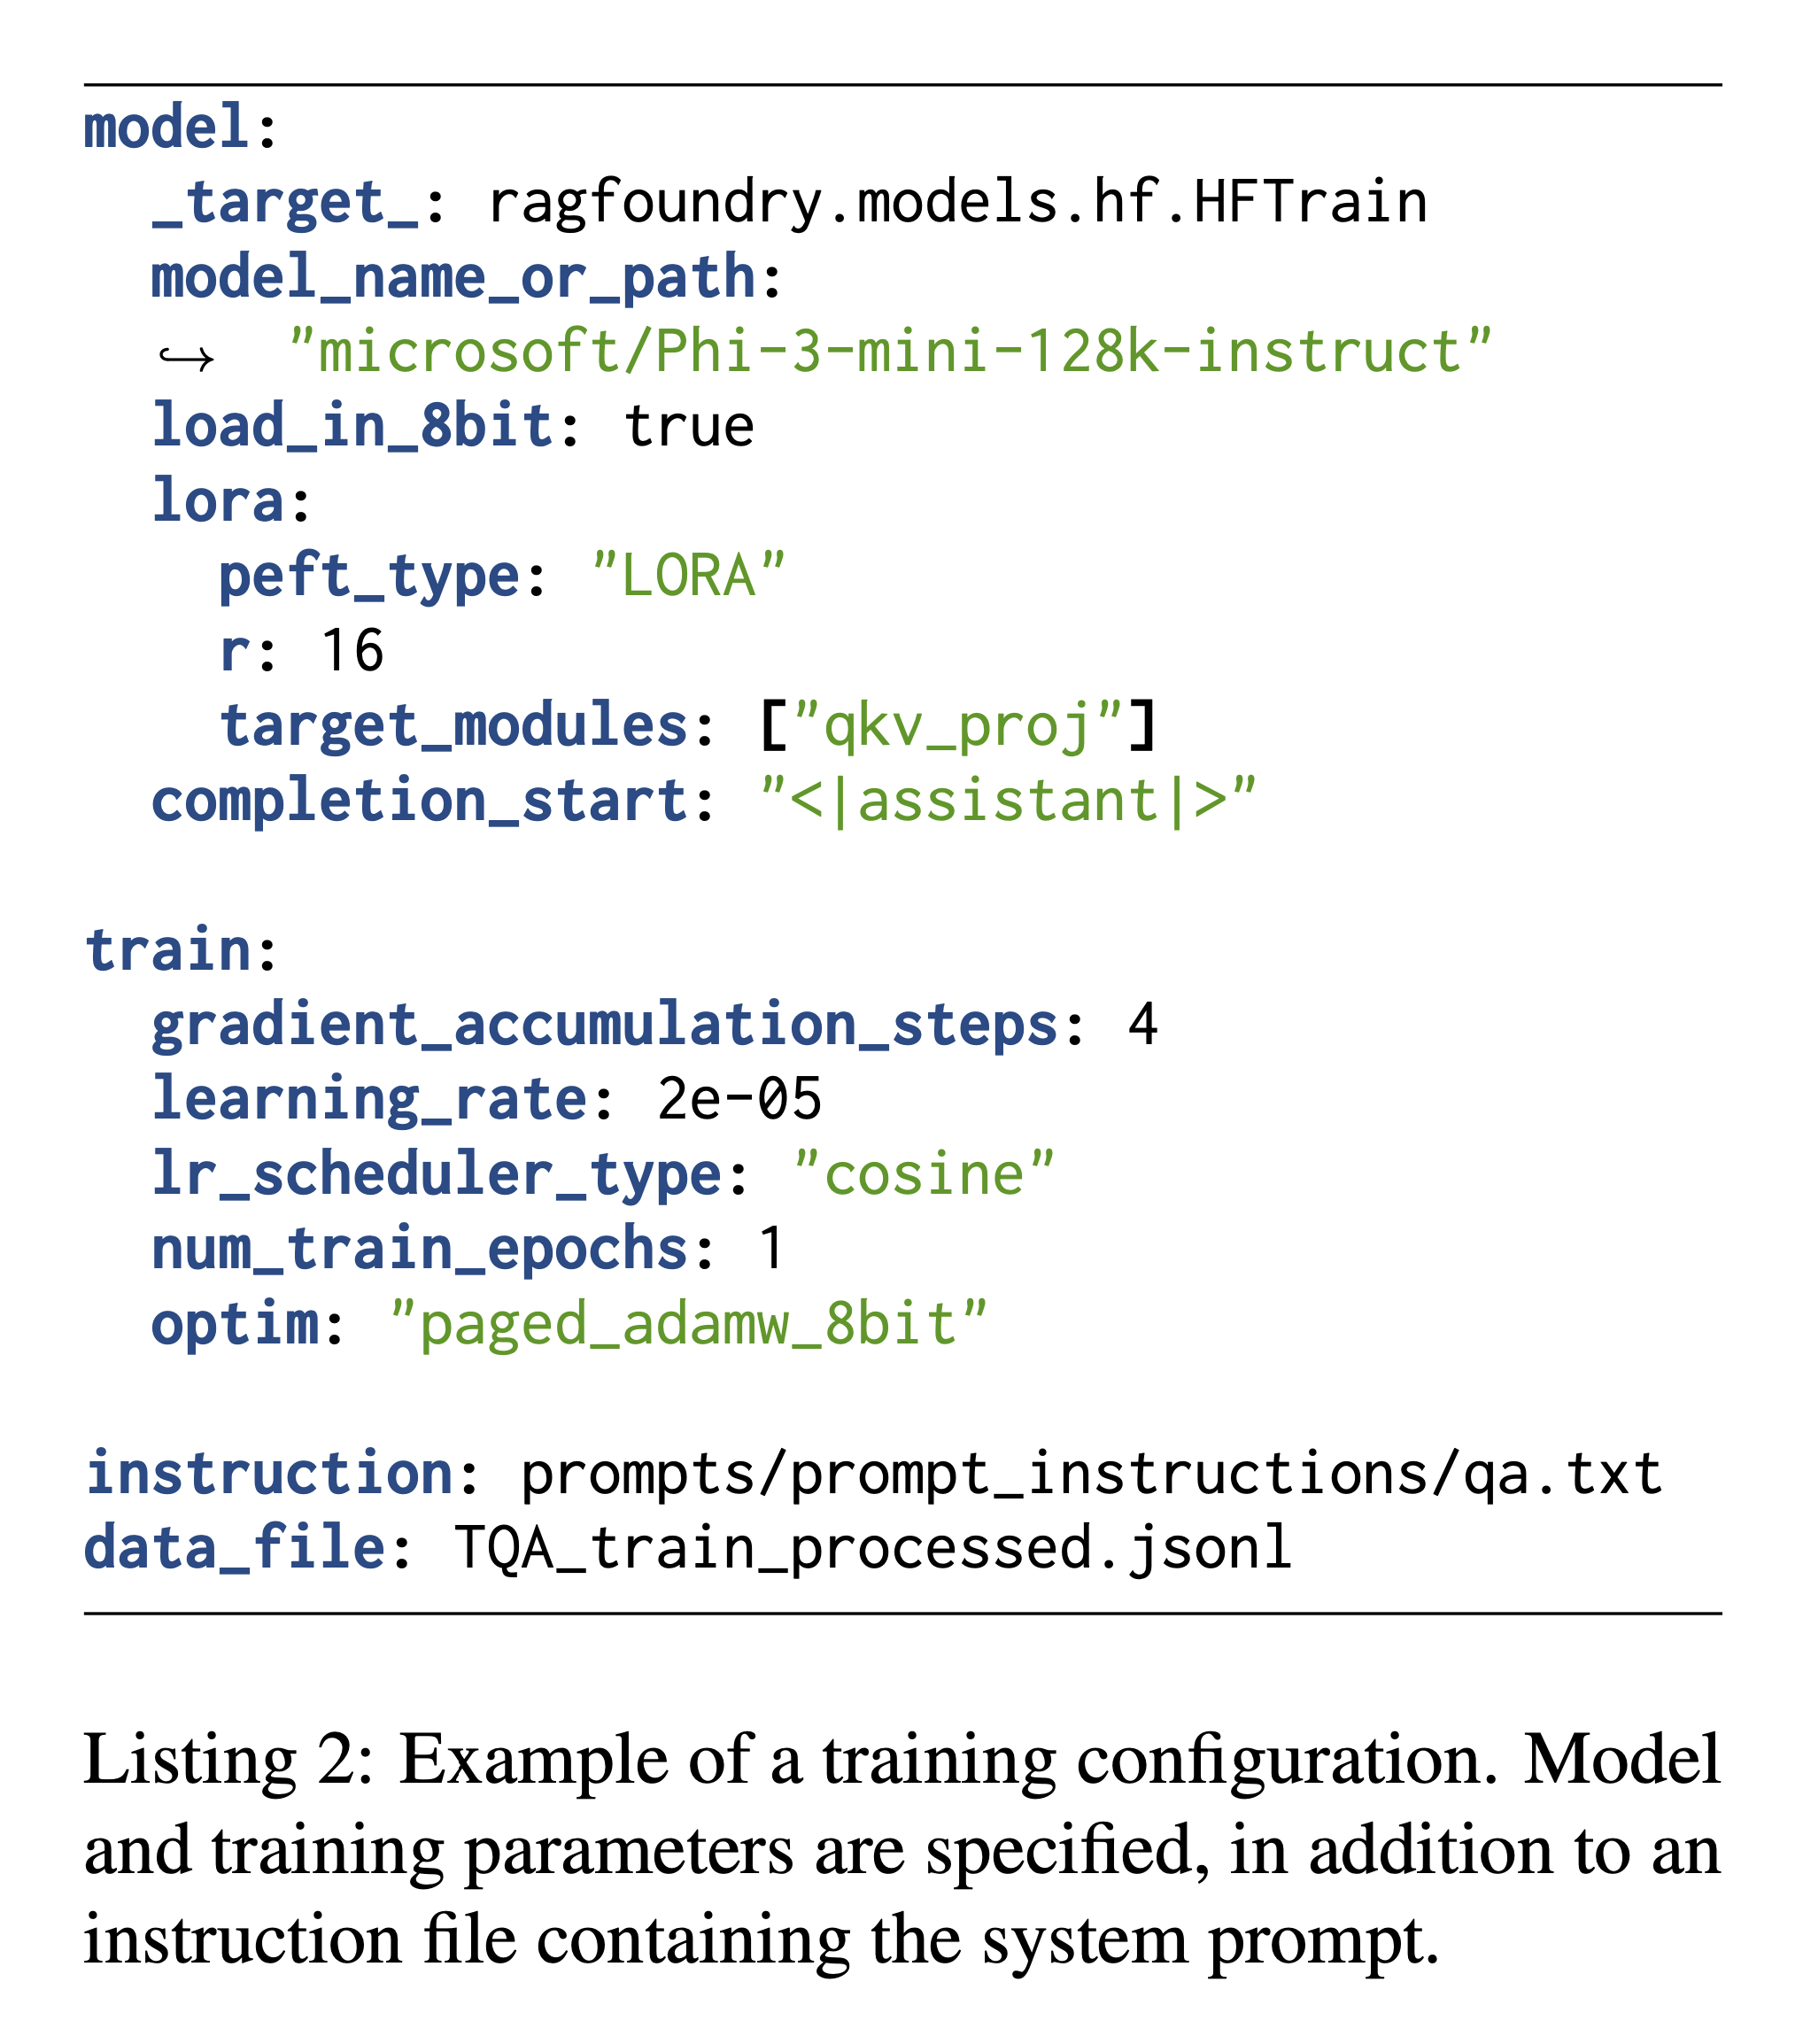 model:
  _target_: ragfoundry.models.hf.HFTrain
  model_name_or_path:
  ↪  "microsoft/Phi-3-mini-128k-instruct"
  load_in_8bit: true
  lora:
    peft_type: "LORA"
    r: 16
    target_modules: ["qkv_proj"]
  completion_start: "<|assistant|>"

train:
  gradient_accumulation_steps: 4
  learning_rate: 2e-05
  lr_scheduler_type: "cosine"
  num_train_epochs: 1
  optim: "paged_adamw_8bit"

instruction: prompts/prompt_instructions/qa.txt
data_file: TQA_train_processed.jsonl
Listing 2: Example of a training configuration. Model
and training parameters are specified, in addition to an
instruction file containing the system prompt.